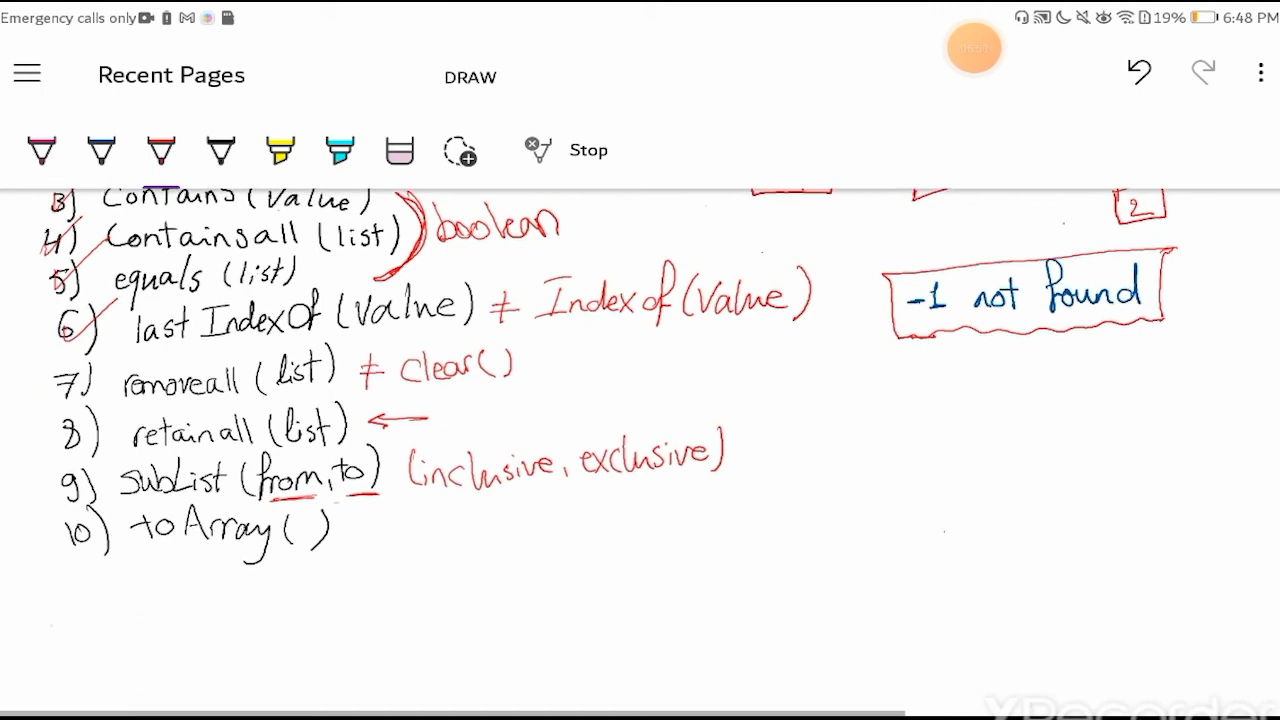 Emergency calls only 19% 6:48 PM
Recent Pages DRAW
Stop
3) Contains (Value)
4) Containsall (list) boolean
5) equals (list)
6) last IndexOf (Value) ≠ Index of (Value)
7) removeall (list) ≠ Clear()
8) retainall (list) ←
9) subList (from, to) (inclusive, exclusive)
10) toArray ( )
2
-1 not found
XRecorder